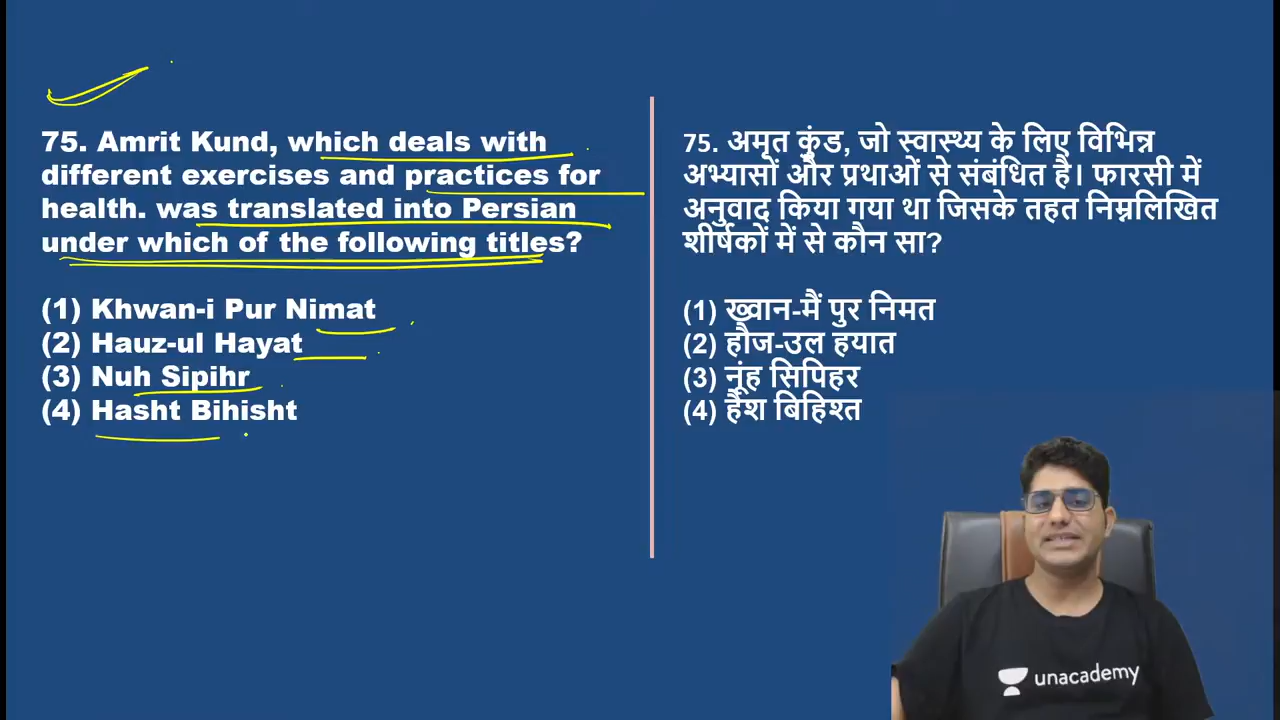 75. Amrit Kund, which deals with
different exercises and practices for
health. was translated into Persian
under which of the following titles?
(1) Khwan-i Pur Nimat
(2) Hauz-ul Hayat
(3) Nuh Sipihr
(4) Hasht Bihisht
75. अमृत कुंड, जो स्वास्थ्य के लिए विभिन्न
अभ्यासों और प्रथाओं से संबंधित है। फारसी में
अनुवाद किया गया था जिसके तहत निम्नलिखित
शीर्षकों में से कौन सा?
(1) ख्वान-मैं पुर निमत
(2) हौज-उल हयात
(3) नूंह सिपिहर
(4) हैश बिहिश्त
unacademy